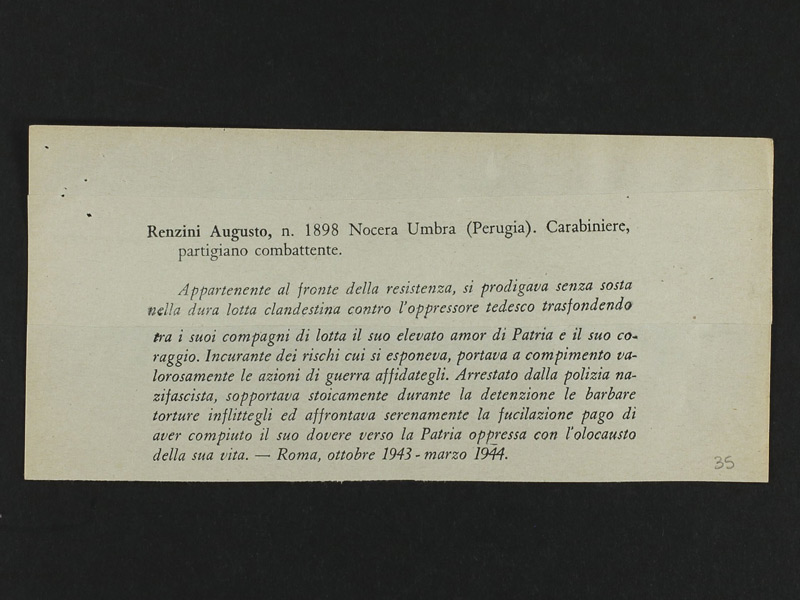 Renzini Augusto, n. 1898 Nocera Umbra (Perugia). Carabiniere,
partigiano combattente.
Appartenente al fronte della resistenza, si prodigava senza sosta
nella dura lotta clandestina contro l'oppressore tedesco trasfondendo
tra i suoi compagni di lotta il suo elevato amor di Patria e il suo co-
raggio. Incurante dei rischi cui si esponeva, portava a compimento va-
lorosamente le azioni di guerra affidategli. Arrestato dalla polizia na-
zifascista, sopportava stoicamente durante la detenzione le barbare
torture inflittegli ed affrontava serenamente la fucilazione pago di
aver compiuto il suo dovere verso la Patria oppressa con l'olocausto
della sua vita. — Roma, ottobre 1943 - marzo 1944.
35